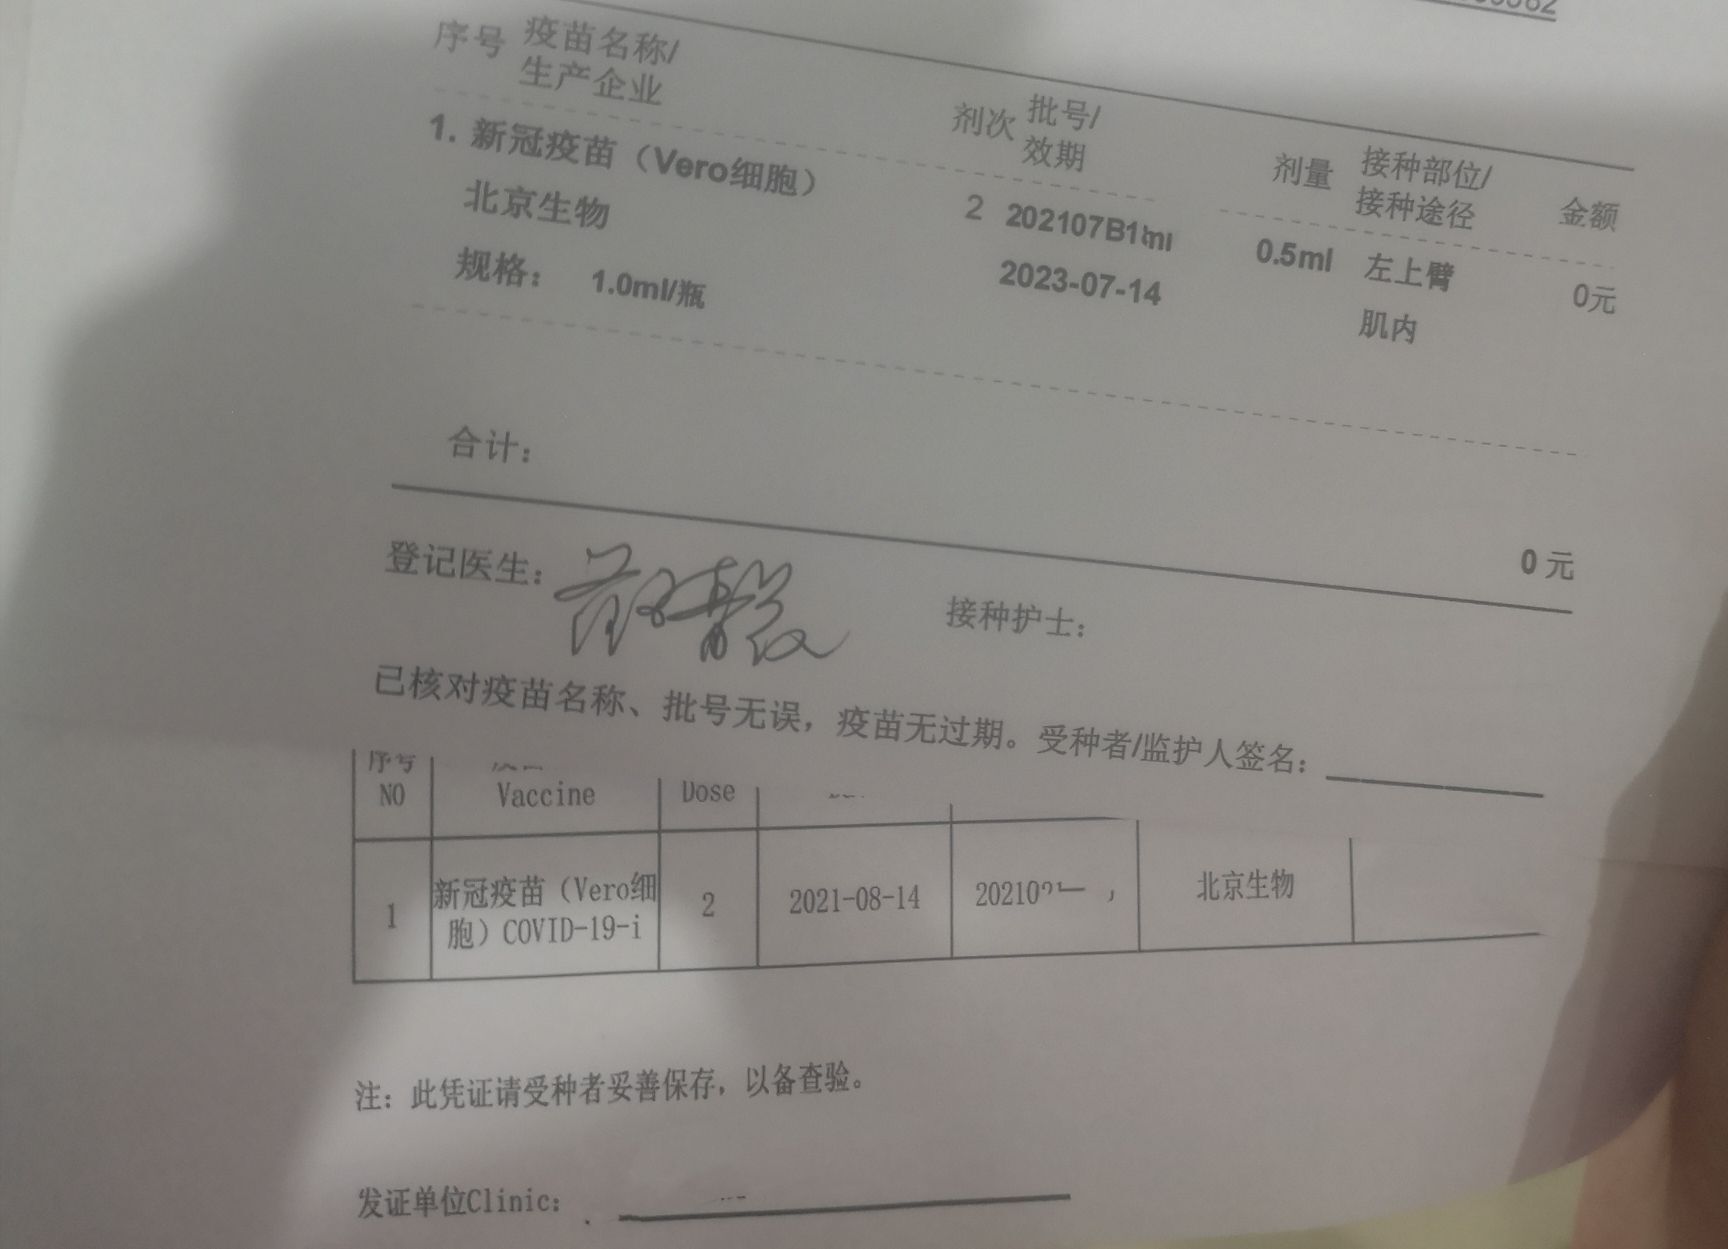 序号 疫苗名称/ 剂次 批号/ 剂量 接种部位/ 金额
生产企业 效期 接种途径
1. 新冠疫苗（Vero细胞） 2 0.5ml 左上臂 0元
北京生物 2023-07-14 肌内
规格： 1.0ml/瓶
合计： 0 元
登记医生： 接种护士：
已核对疫苗名称、批号无误，疫苗无过期。受种者/监护人签名：
序号
NO Vaccine Dose
1 新冠疫苗（Vero细 2 2021-08-14 北京生物
胞）COVID-19-i
注：此凭证请受种者妥善保存，以备查验。
发证单位Clinic：